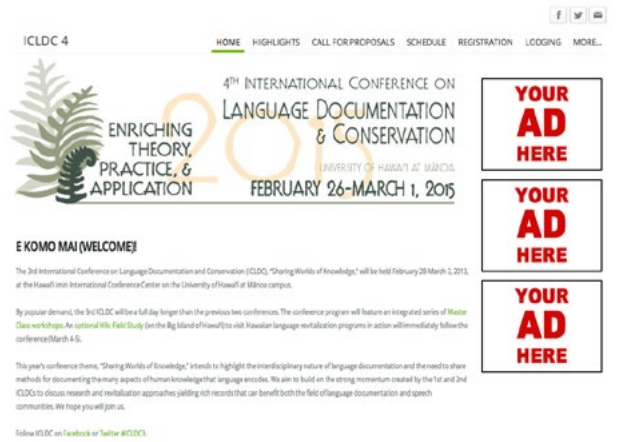 ICLDC 4
HOME HIGHLIGHTS CALL FOR PROPOSALS SCHEDULE REGISTRATION LODGING MORE...
ENRICHING
THEORY,
PRACTICE, &
APPLICATION
2015
4TH INTERNATIONAL CONFERENCE ON
LANGUAGE DOCUMENTATION
& CONSERVATION
UNIVERSITY OF HAWAI'I AT MĀNOA
FEBRUARY 26-MARCH 1, 2015
YOUR
AD
HERE
YOUR
AD
HERE
YOUR
AD
HERE
E KOMO MAI (WELCOME)!
The 3rd International Conference on Language Documentation and Conservation (ICLDC), "Sharing Worlds of Knowledge," will be held February 28 March 3, 2013,
at the Hawai'i Imin International Conference Center on the University of Hawai'i at Mānoa campus.
By popular demand, the 3rd ICLDC will be a full day longer than the previous two conferences. The conference program will feature an integrated series of Master
Class workshops. An optional Hilo Field Study (on the Big Island of Hawai'i) to visit Hawaiian language revitalization programs in action will immediately follow the
conference (March 4-5).
This year's conference theme, "Sharing Worlds of Knowledge," intends to highlight the interdisciplinary nature of language documentation and the need to share
methods for documenting the many aspects of human knowledge that language encodes. We aim to build on the strong momentum created by the 1st and 2nd
ICLDCs to discuss research and revitalization approaches yielding rich records that can benefit both the field of language documentation and speech
communities. We hope you will join us.
Follow ICLDC on Facebook or Twitter #ICLDC3.